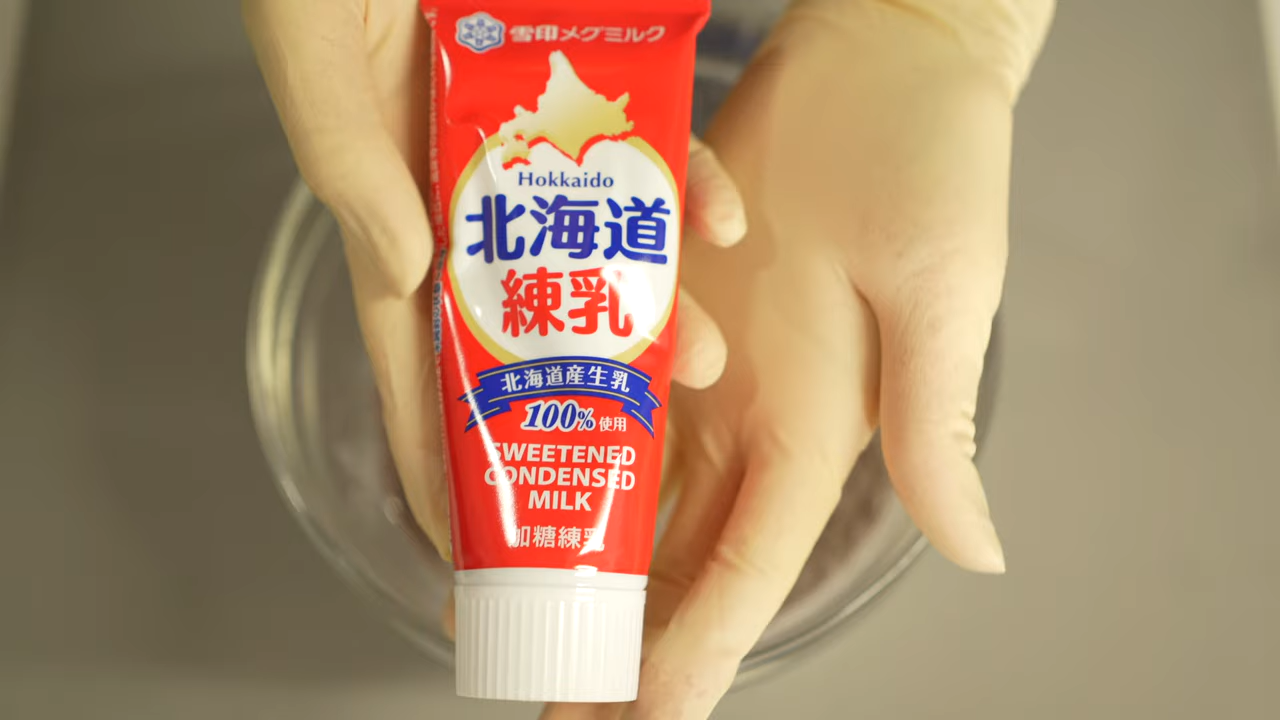 雪印メグミルク
Hokkaido
北海道
練乳
北海道産生乳
100%使用
SWEETENED
CONDENSED
MILK
加糖練乳